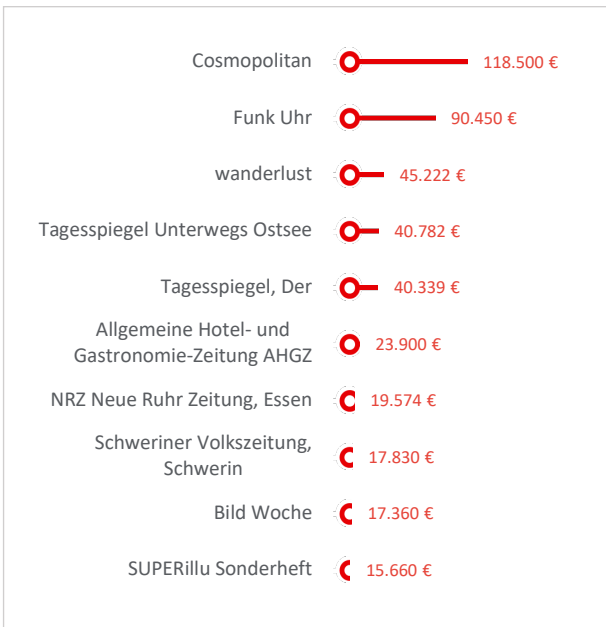 Cosmopolitan 118.500 €
Funk Uhr 90.450 €
wanderlust 45.222 €
Tagesspiegel Unterwegs Ostsee 40.782 €
Tagesspiegel, Der 40.339 €
Allgemeine Hotel- und
Gastronomie-Zeitung AHGZ 23.900 €
NRZ Neue Ruhr Zeitung, Essen 19.574 €
Schweriner Volkszeitung,
Schwerin 17.830 €
Bild Woche 17.360 €
SUPERillu Sonderheft 15.660 €